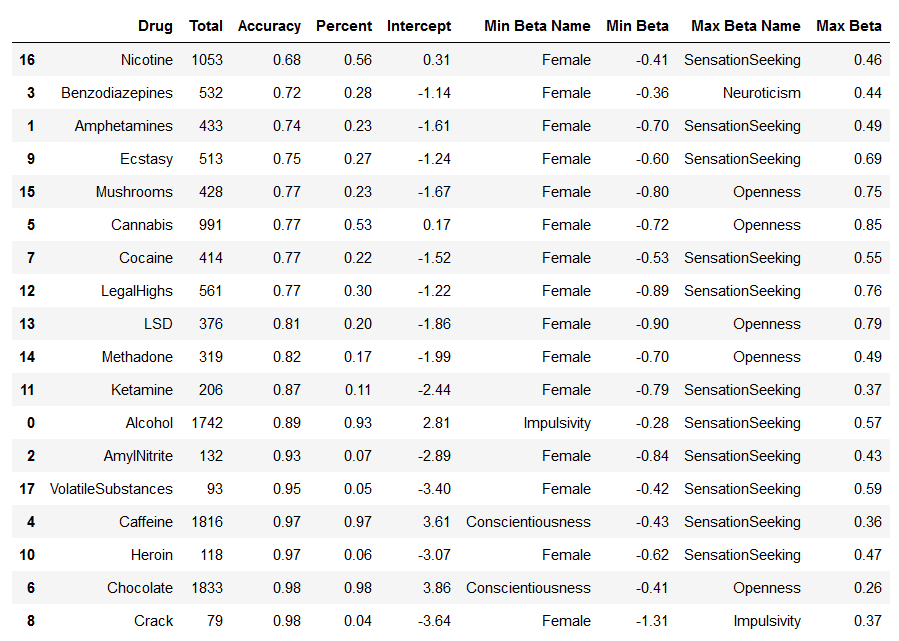 Drug Total Accuracy Percent Intercept Min Beta Name Min Beta Max Beta Name Max Beta
16 Nicotine 1053 0.68 0.56 0.31 Female -0.41 SensationSeeking 0.46
3 Benzodiazepines 532 0.72 0.28 -1.14 Female -0.36 Neuroticism 0.44
1 Amphetamines 433 0.74 0.23 -1.61 Female -0.70 SensationSeeking 0.49
9 Ecstasy 513 0.75 0.27 -1.24 Female -0.60 SensationSeeking 0.69
15 Mushrooms 428 0.77 0.23 -1.67 Female -0.80 Openness 0.75
5 Cannabis 991 0.77 0.53 0.17 Female -0.72 Openness 0.85
7 Cocaine 414 0.77 0.22 -1.52 Female -0.53 SensationSeeking 0.55
12 LegalHighs 561 0.77 0.30 -1.22 Female -0.89 SensationSeeking 0.76
13 LSD 376 0.81 0.20 -1.86 Female -0.90 Openness 0.79
14 Methadone 319 0.82 0.17 -1.99 Female -0.70 Openness 0.49
11 Ketamine 206 0.87 0.11 -2.44 Female -0.79 SensationSeeking 0.37
0 Alcohol 1742 0.89 0.93 2.81 Impulsivity -0.28 SensationSeeking 0.57
2 AmylNitrite 132 0.93 0.07 -2.89 Female -0.84 SensationSeeking 0.43
17 VolatileSubstances 93 0.95 0.05 -3.40 Female -0.42 SensationSeeking 0.59
4 Caffeine 1816 0.97 0.97 3.61 Conscientiousness -0.43 SensationSeeking 0.36
10 Heroin 118 0.97 0.06 -3.07 Female -0.62 SensationSeeking 0.47
6 Chocolate 1833 0.98 0.98 3.86 Conscientiousness -0.41 Openness 0.26
8 Crack 79 0.98 0.04 -3.64 Female -1.31 Impulsivity 0.37